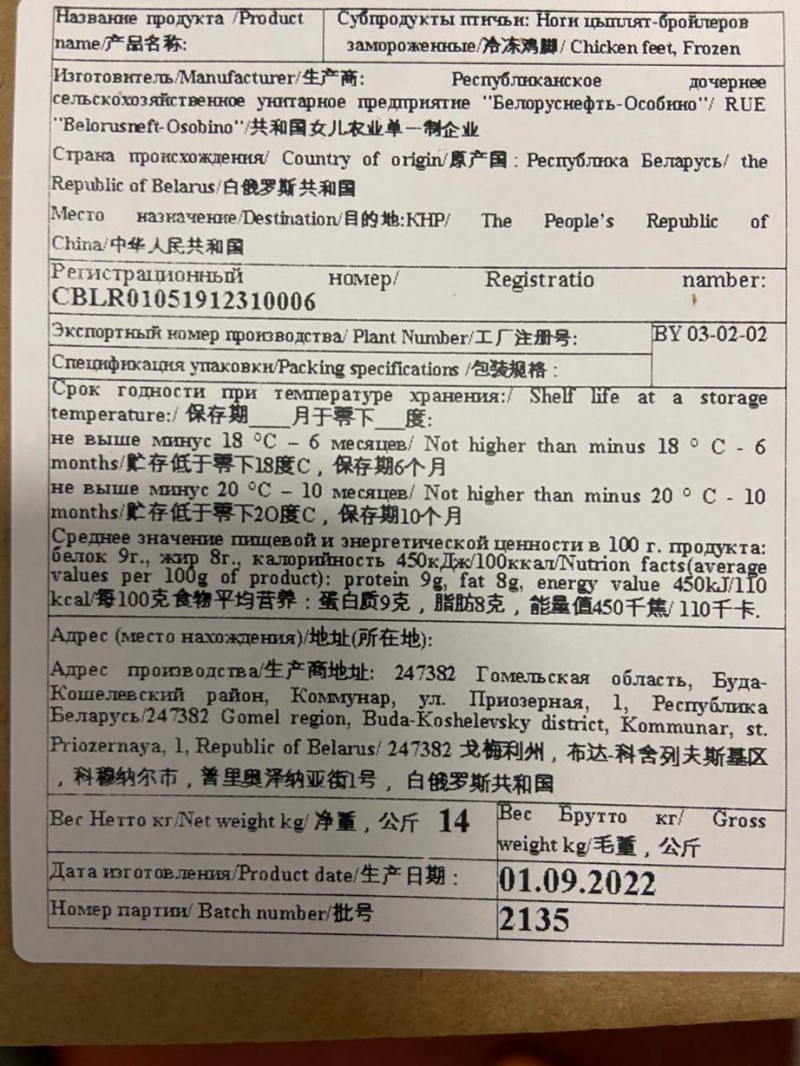 Название продукта /Product name/产品名称:
Субпродукты птичьи: Ноги цыплят-бройлеров замороженные/冷冻鸡脚/ Chicken feet, Frozen
Изготовитель/Manufacturer/生产商: Республиканское дочернее
сельскохозяйственное унитарное предприятие "Белоруснефть-Особино"/ RUE
"Belorusneft-Osobino"/共和国女儿农业单一制企业
Страна происхождения/ Country of origin/原产国 : Республика Беларусь/ the
Republic of Belarus/白俄罗斯共和国
Место назначение/Destination/目的地:КНР/ The People's Republic of
China/中华人民共和国
Регистрационный номер/ Registratio namber:
CBLR01051912310006
Экспортный номер производства/ Plant Number/工厂注册号:
BY 03-02-02
Спецификация упаковки/Packing specifications /包装规格 :
Срок годности при температуре хранения:/ Shelf life at a storage
temperature:/ 保存期____月于零下___度:
не выше минус 18 °C – 6 месяцев/ Not higher than minus 18 ° C - 6
months/贮存低于零下18度C , 保存期6个月
не выше минус 20 °C – 10 месяцев/ Not higher than minus 20 ° C - 10
months/贮存低于零下20度C , 保存期10个月
Среднее значение пищевой и энергетической ценности в 100 г. продукта:
белок 9г., жир 8г., калорийность 450кДж/100ккал/Nutrion facts(average
values per 100g of product): protein 9g, fat 8g, energy value 450kJ/110
kcal/每100克食物平均营养 : 蛋白质9克 , 脂肪8克 , 能量值450千焦/ 110千卡.
Адрес (место нахождения)/地址(所在地):
Адрес производства/生产商地址: 247382 Гомельская область, Буда-
Кошелевский район, Коммунар, ул. Приозерная, 1, Республика
Беларусь/247382 Gomel region, Buda-Koshelevsky district, Kommunar, st.
Priozernaya, 1, Republic of Belarus/ 247382 戈梅利州 , 布达-科舍列夫斯基区
, 科穆纳尔市 , 普里奥泽纳亚街1号 , 白俄罗斯共和国
Вес Нетто кг/Net weight kg/ 净重 , 公斤 14
Вес Брутто кг/ Gross
weight kg/毛重 , 公斤
Дата изготовления/Product date/生产日期 :
01.09.2022
Номер партии/ Batch number/批号
2135